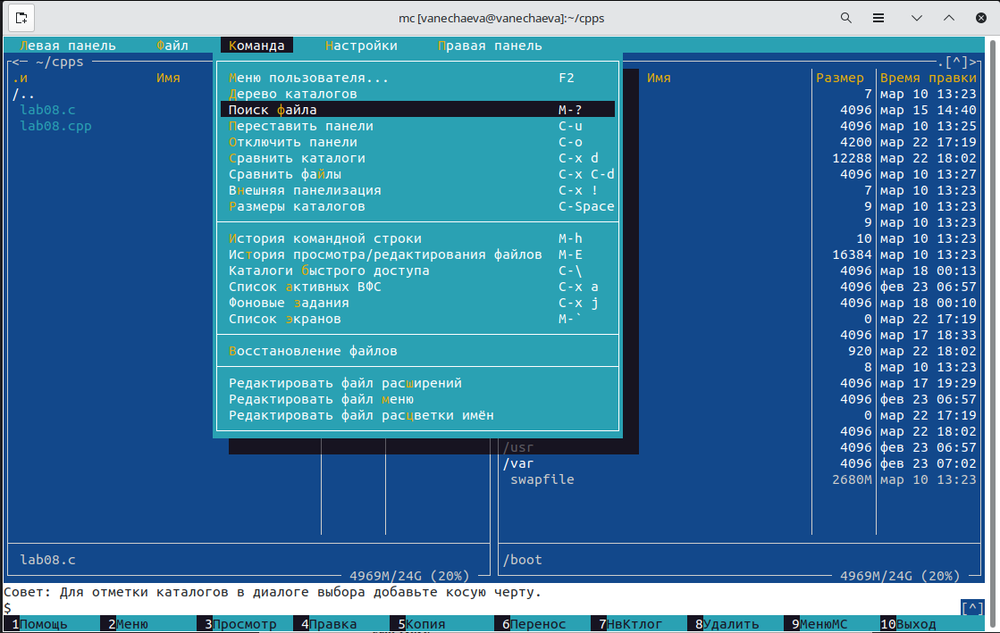 mc [vanechaeva@vanechaeva]:~/cpps
Левая панель Файл Команда Настройки Правая панель
<─ ~/cpps .[^]>
.и Имя Имя Размер Время правки
/.. 7 мар 10 13:23
lab08.c 4096 мар 15 14:40
lab08.cpp 4096 мар 10 13:25
4200 мар 22 17:19
12288 мар 22 18:02
4096 мар 10 13:27
7 мар 10 13:23
9 мар 10 13:23
9 мар 10 13:23
10 мар 10 13:23
16384 мар 10 13:23
4096 мар 18 00:13
4096 фев 23 06:57
4096 мар 18 00:10
0 мар 22 17:19
4096 мар 17 18:33
920 мар 22 18:02
8 мар 10 13:23
4096 мар 17 19:29
4096 фев 23 06:57
0 мар 22 17:19
4096 мар 22 18:02
/usr 4096 фев 23 06:57
/var 4096 фев 23 07:02
swapfile 2680M мар 10 13:23
Меню пользователя... F2
Дерево каталогов
Поиск файла M-?
Переставить панели C-u
Отключить панели C-o
Сравнить каталоги C-x d
Сравнить файлы C-x C-d
Внешняя панелизация C-x !
Размеры каталогов C-Space
История командной строки M-h
История просмотра/редактирования файлов M-E
Каталоги быстрого доступа C-\
Список активных ВФС C-x a
Фоновые задания C-x j
Список экранов M-`
Восстановление файлов
Редактировать файл расширений
Редактировать файл меню
Редактировать файл расцветки имён
lab08.c /boot
4969M/24G (20%) 4969M/24G (20%)
Совет: Для отметки каталогов в диалоге выбора добавьте косую черту.
$ [^]
1Помощь 2Меню 3Просмотр 4Правка 5Копия 6Перенос 7НвКтлог 8Удалить 9МенюMC 10Выход